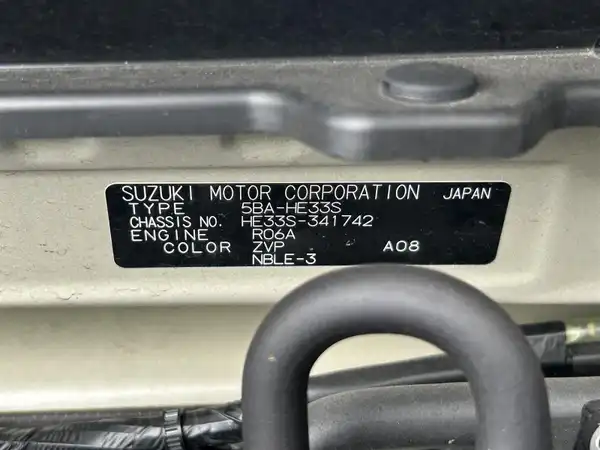 SUZUKI MOTOR CORPORATION JAPAN
TYPE 5BA-HE33S
CHASSIS NO. HE33S-341742
ENGINE R06A
COLOR ZVP A08
NBLE-3